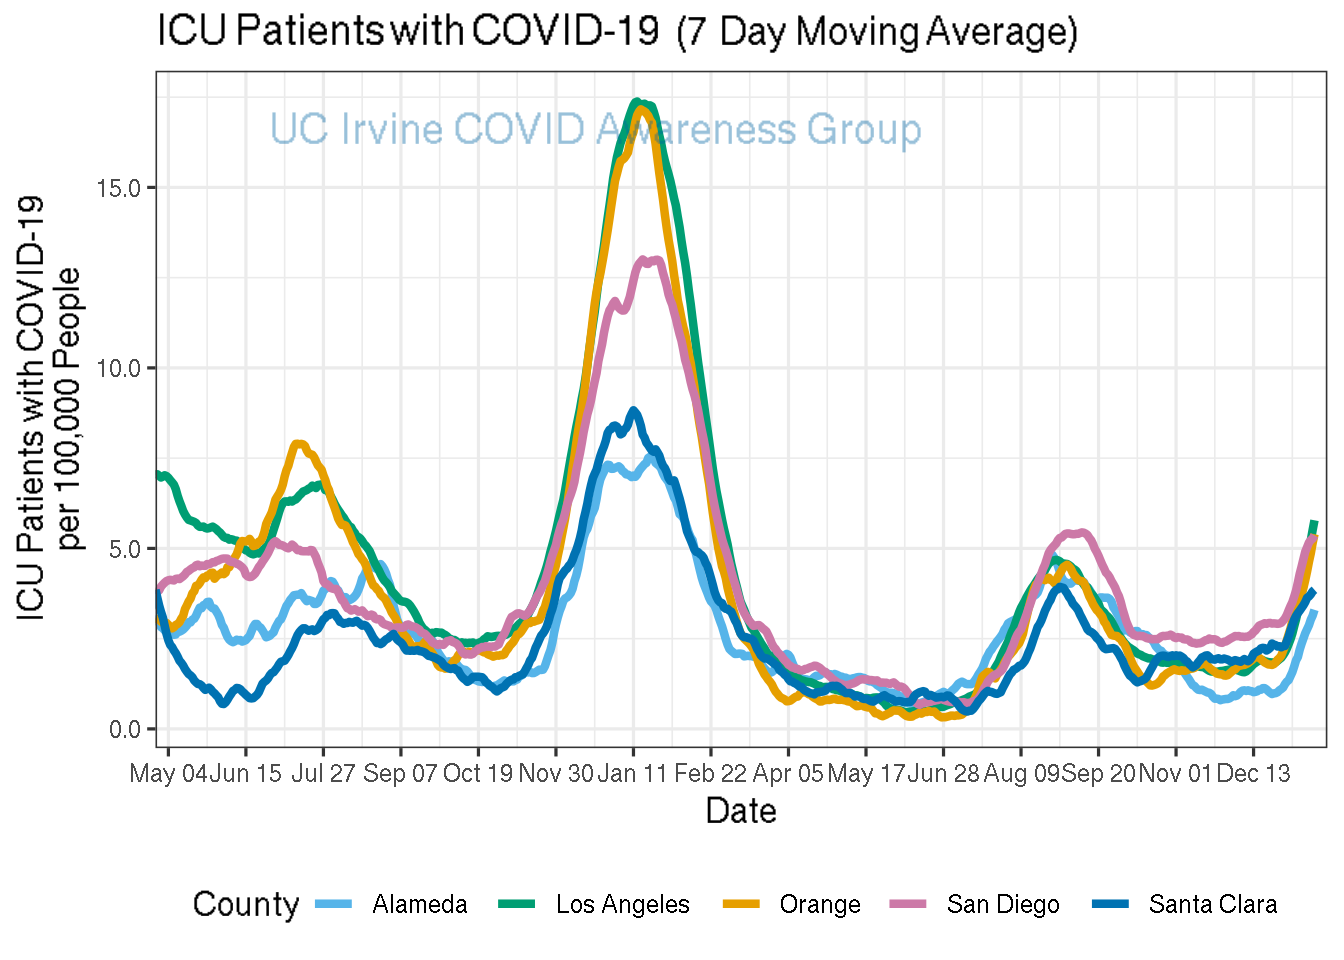 ICU Patients with COVID-19 (7 Day Moving Average)
UC Irvine COVID Awareness Group
ICU Patients with COVID-19
per 100,000 People
15.0
10.0
5.0
0.0
May 04 Jun 15 Jul 27 Sep 07 Oct 19 Nov 30 Jan 11 Feb 22 Apr 05 May 17 Jun 28 Aug 09 Sep 20 Nov 01 Dec 13
Date
County Alameda Los Angeles Orange San Diego Santa Clara